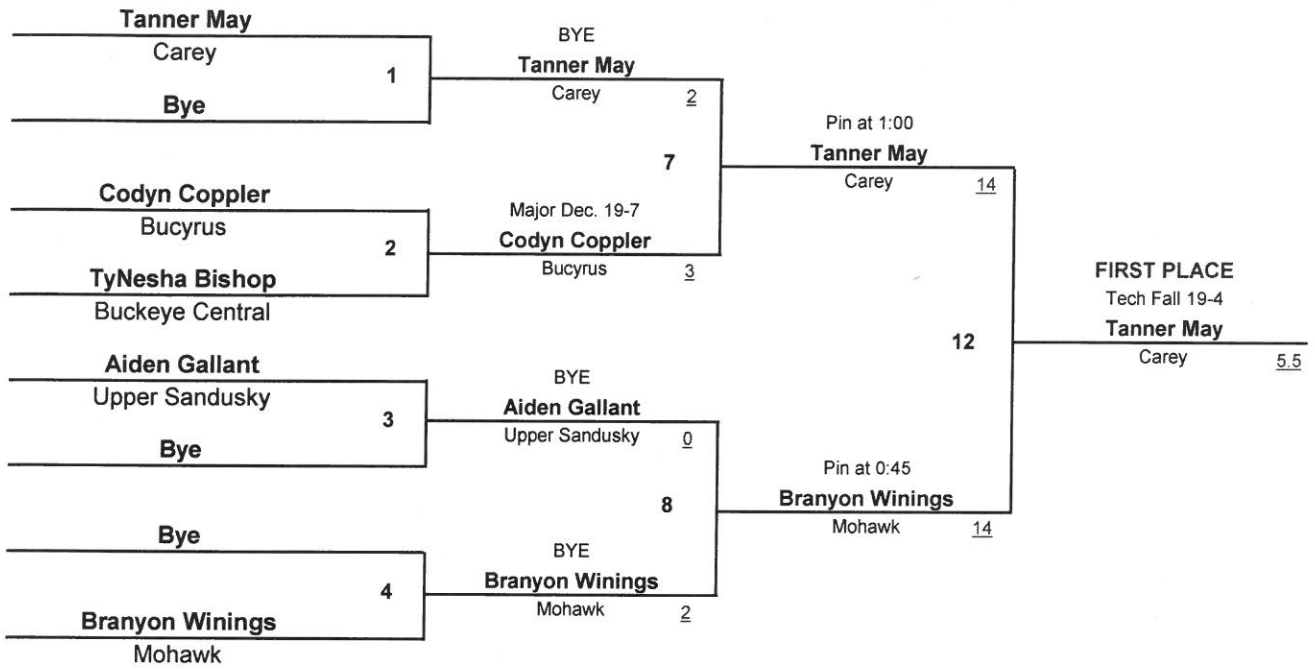 Tanner May
Carey
1
Bye
BYE
Tanner May
Carey 2
7
Codyn Coppler
Bucyrus
2
TyNesha Bishop
Buckeye Central
Major Dec. 19-7
Codyn Coppler
Bucyrus 3
Pin at 1:00
Tanner May
Carey 14
Aiden Gallant
Upper Sandusky
3
Bye
BYE
Aiden Gallant
Upper Sandusky 0
8
Bye
4
Branyon Winings
Mohawk
BYE
Branyon Winings
Mohawk 2
Pin at 0:45
Branyon Winings
Mohawk 14
12
FIRST PLACE
Tech Fall 19-4
Tanner May
Carey 5.5